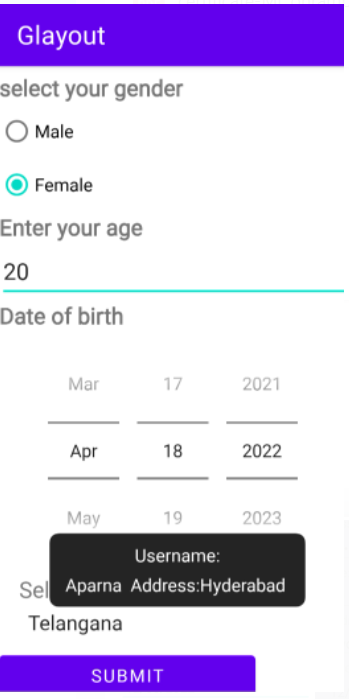 Glayout
select your gender
Male
Female
Enter your age
20
Date of birth
Mar 17 2021
Apr 18 2022
May 19 2023
Username:
Aparna Address:Hyderabad
Telangana
SUBMIT